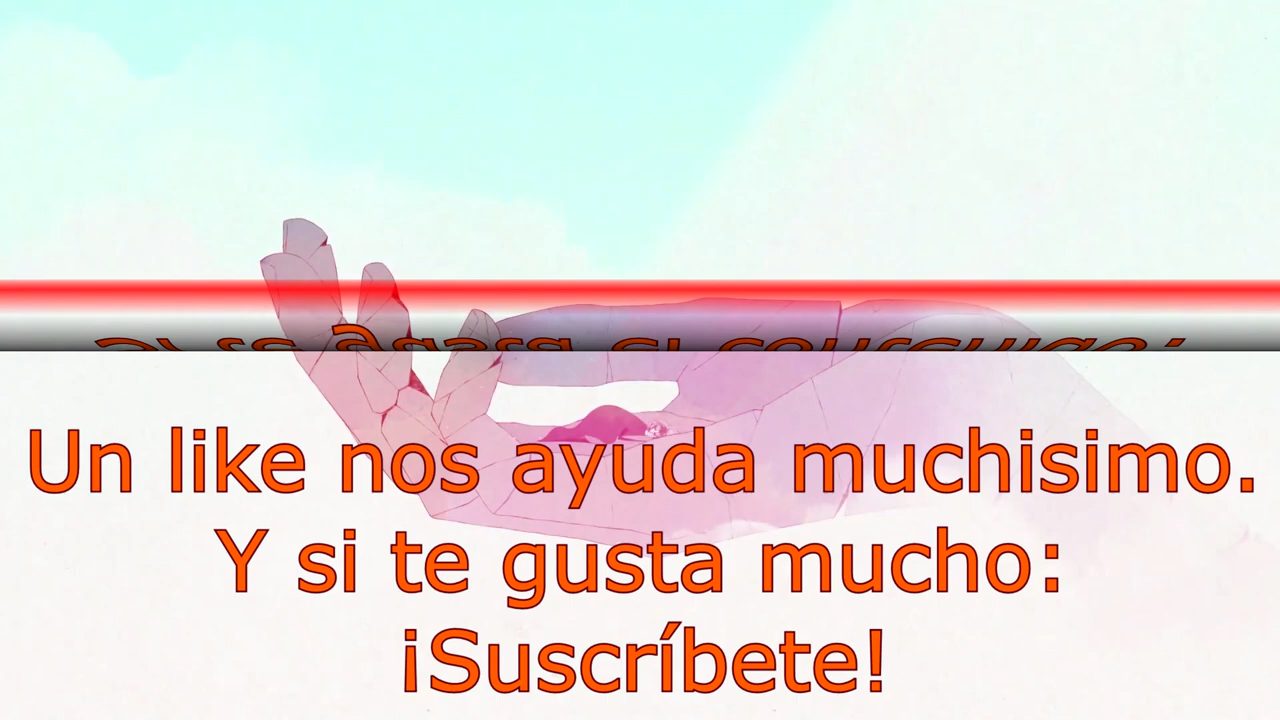 Un like nos ayuda muchisimo.
Y si te gusta mucho:
¡Suscríbete!